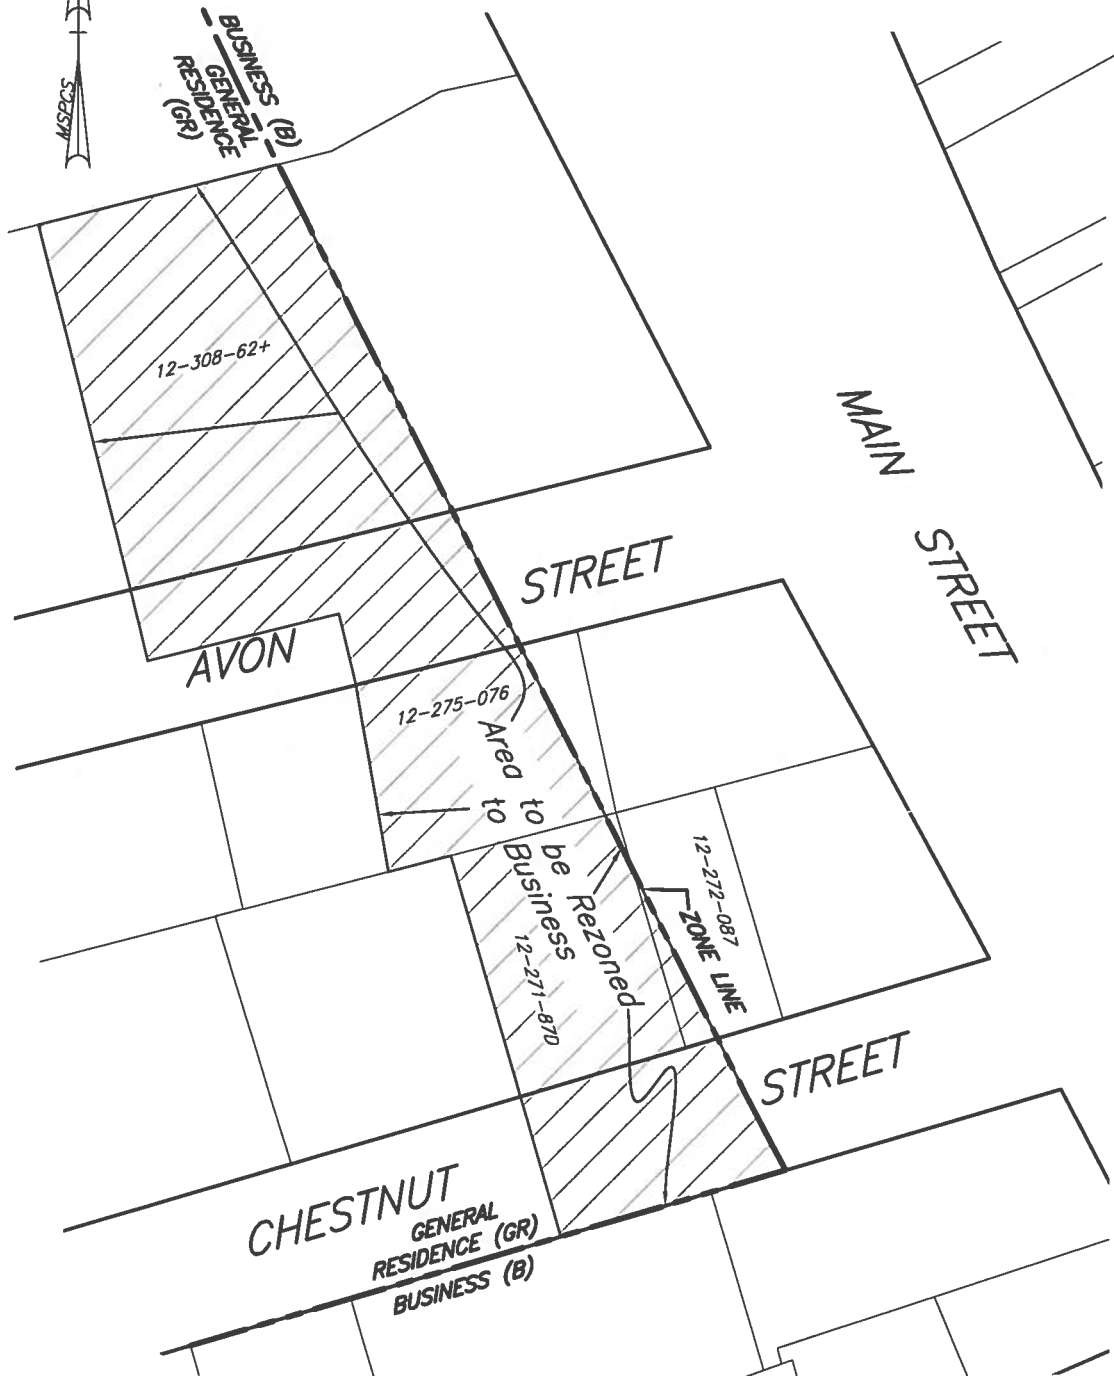 MSPCS
BUSINESS (B)
GENERAL
RESIDENCE
(GR)
12-308-62+
MAIN
STREET
AVON
STREET
12-275-076
Area to be Rezoned
to Business
12-271-87D
12-272-087
ZONE LINE
CHESTNUT
STREET
GENERAL
RESIDENCE (GR)
BUSINESS (B)